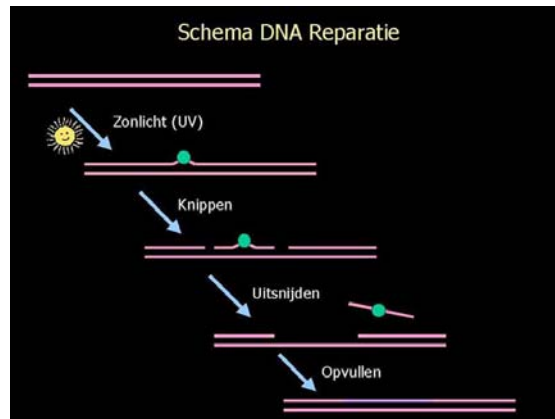 Schema DNA Reparatie
Zonlicht (UV)
Knippen
Uitsnijden
Opvullen